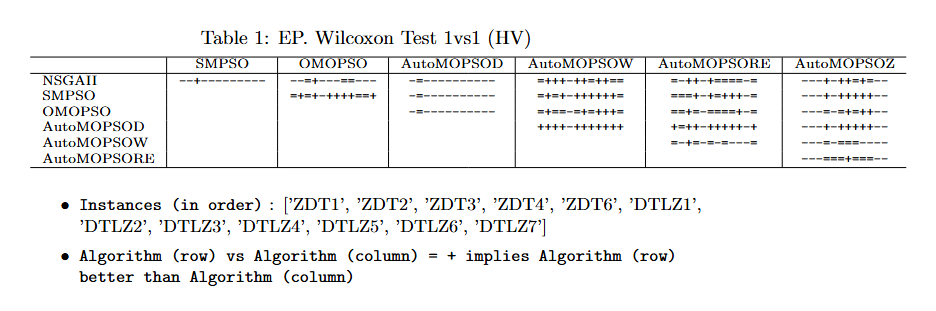 Table 1: EP. Wilcoxon Test 1vs1 (HV)
SMPSO OMOPSO AutoMOPSOD AutoMOPSOW AutoMOPSORE AutoMOPSOZ
NSGAII --+--------- --=+---==--- -=---------- =+++-++=++== =-++-+====-= ---+-++=+=--
SMPSO =+=+-++++==+ -=---------- =+=+-++++++= ===+-+=+++-= ---+-+++++--
OMOPSO -=---------- =+==-=+=+++= ==+=-====+-= ---=-=+=++--
AutoMOPSOD ++++-+++++++ +=++-+++++-+ ---+-+++++--
AutoMOPSOW =-+=-=-=---= ---=-===----
AutoMOPSORE ---===+===--
• Instances (in order) : ['ZDT1', 'ZDT2', 'ZDT3', 'ZDT4', 'ZDT6', 'DTLZ1',
'DTLZ2', 'DTLZ3', 'DTLZ4', 'DTLZ5', 'DTLZ6', 'DTLZ7']
• Algorithm (row) vs Algorithm (column) = + implies Algorithm (row)
better than Algorithm (column)